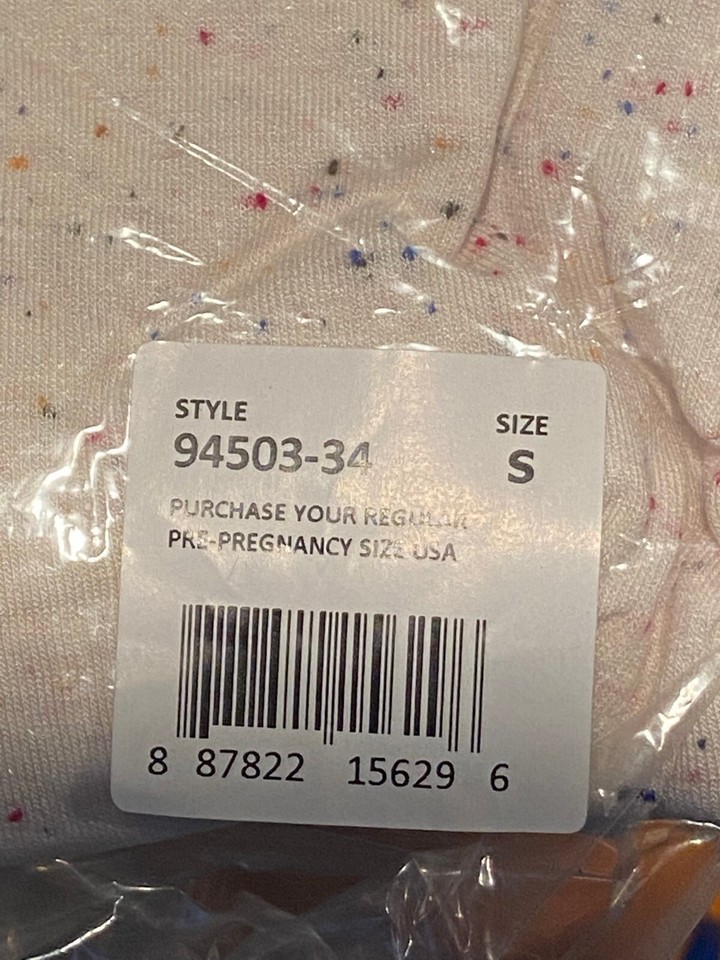 STYLE
94503-34
SIZE
S
PURCHASE YOUR REGULAR
PRE-PREGNANCY SIZE USA
8 87822 15629 6